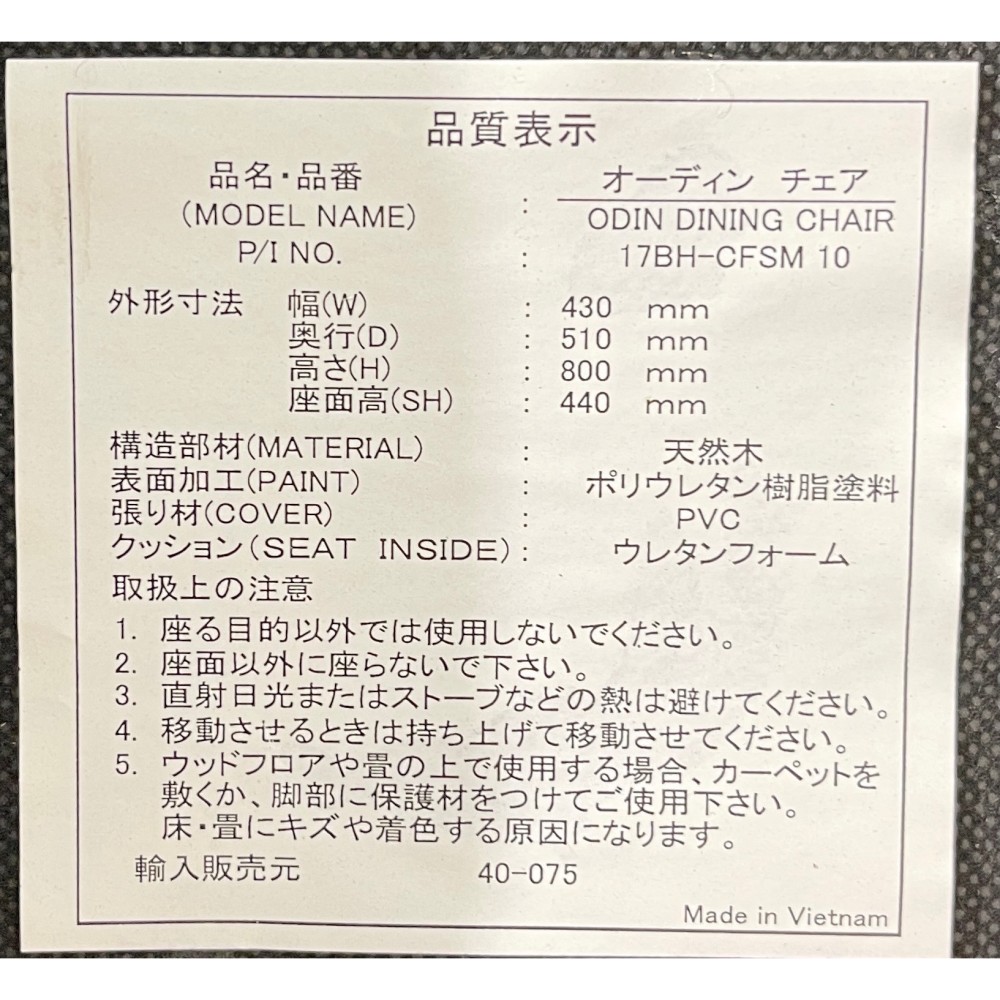 品質表示
品名・品番 オーディン チェア
(MODEL NAME) : ODIN DINING CHAIR
P/I NO. : 17BH-CFSM 10
外形寸法 幅(W) : 430 mm
奥行(D) : 510 mm
高さ(H) : 800 mm
座面高(SH) : 440 mm
構造部材(MATERIAL) : 天然木
表面加工(PAINT) : ポリウレタン樹脂塗料
張り材(COVER) : PVC
クッション(SEAT INSIDE) : ウレタンフォーム
取扱上の注意
1. 座る目的以外では使用しないでください。
2. 座面以外に座らないで下さい。
3. 直射日光またはストーブなどの熱は避けてください。
4. 移動させるときは持ち上げて移動させてください。
5. ウッドフロアや畳の上で使用する場合、カーペットを
敷くか、脚部に保護材をつけてご使用下さい。
床・畳にキズや着色する原因になります。
輸入販売元 40-075
Made in Vietnam